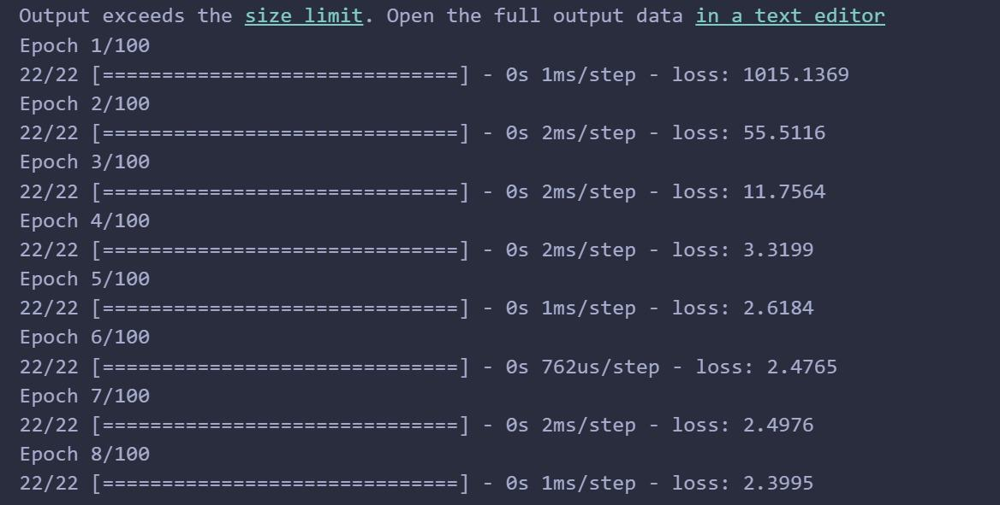 Output exceeds the size limit. Open the full output data in a text editor
Epoch 1/100
22/22 [==============================] - 0s 1ms/step - loss: 1015.1369
Epoch 2/100
22/22 [==============================] - 0s 2ms/step - loss: 55.5116
Epoch 3/100
22/22 [==============================] - 0s 2ms/step - loss: 11.7564
Epoch 4/100
22/22 [==============================] - 0s 2ms/step - loss: 3.3199
Epoch 5/100
22/22 [==============================] - 0s 1ms/step - loss: 2.6184
Epoch 6/100
22/22 [==============================] - 0s 762us/step - loss: 2.4765
Epoch 7/100
22/22 [==============================] - 0s 2ms/step - loss: 2.4976
Epoch 8/100
22/22 [==============================] - 0s 1ms/step - loss: 2.3995